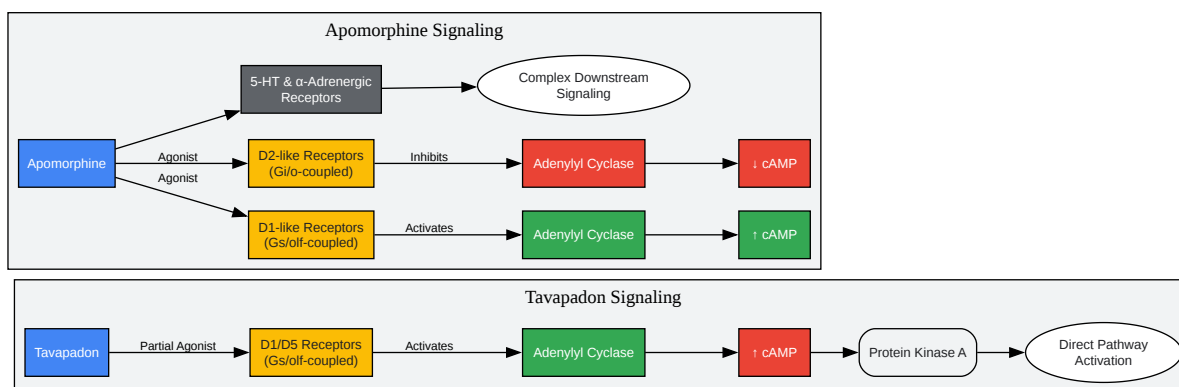 Apomorphine Signaling
5-HT & α-Adrenergic
Receptors
Complex Downstream
Signaling
Apomorphine
Agonist
D2-like Receptors
(Gi/o-coupled)
Inhibits
Adenylyl Cyclase
↓ cAMP
Agonist
D1-like Receptors
(Gs/olf-coupled)
Activates
Adenylyl Cyclase
↑ cAMP
Tavapadon Signaling
Tavapadon
Partial Agonist
D1/D5 Receptors
(Gs/olf-coupled)
Activates
Adenylyl Cyclase
↑ cAMP
Protein Kinase A
Direct Pathway
Activation